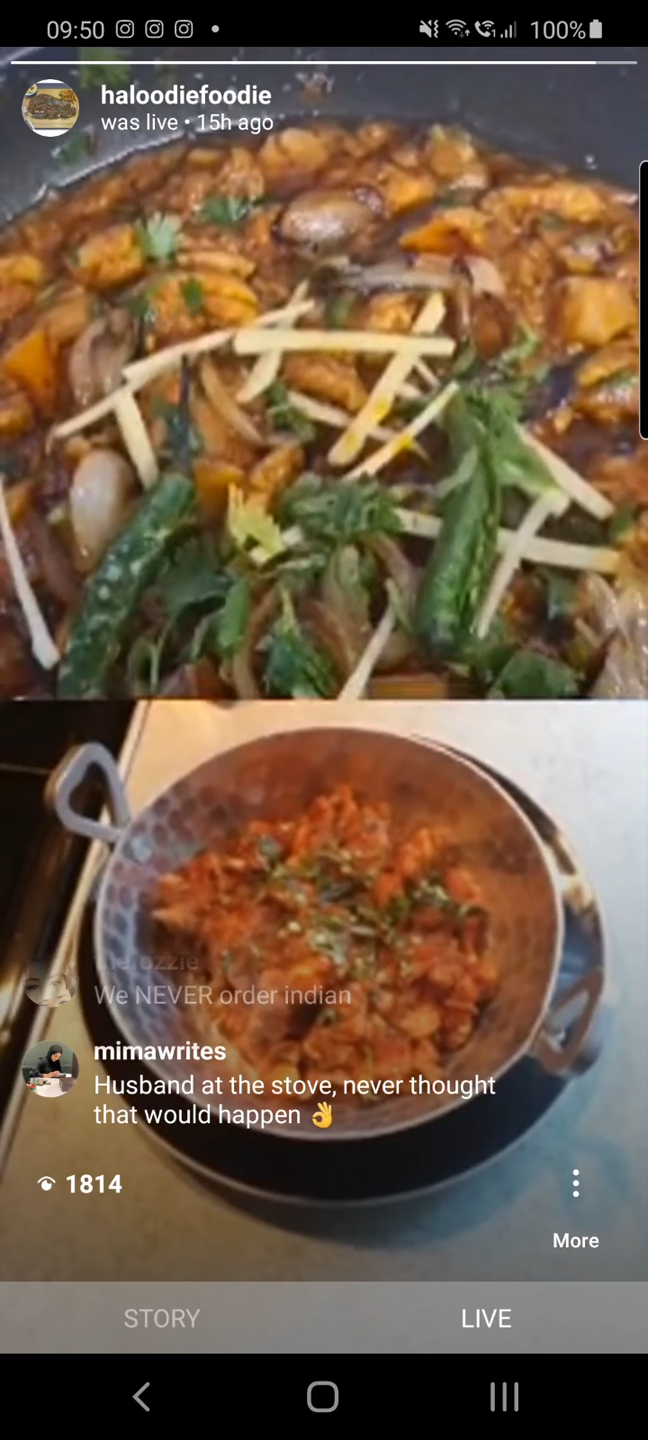 09:50
100%
haloodiefoodie
was live • 15h ago
We NEVER order indian
mimawrites
Husband at the stove, never thought
that would happen 👌
1814
More
STORY
LIVE